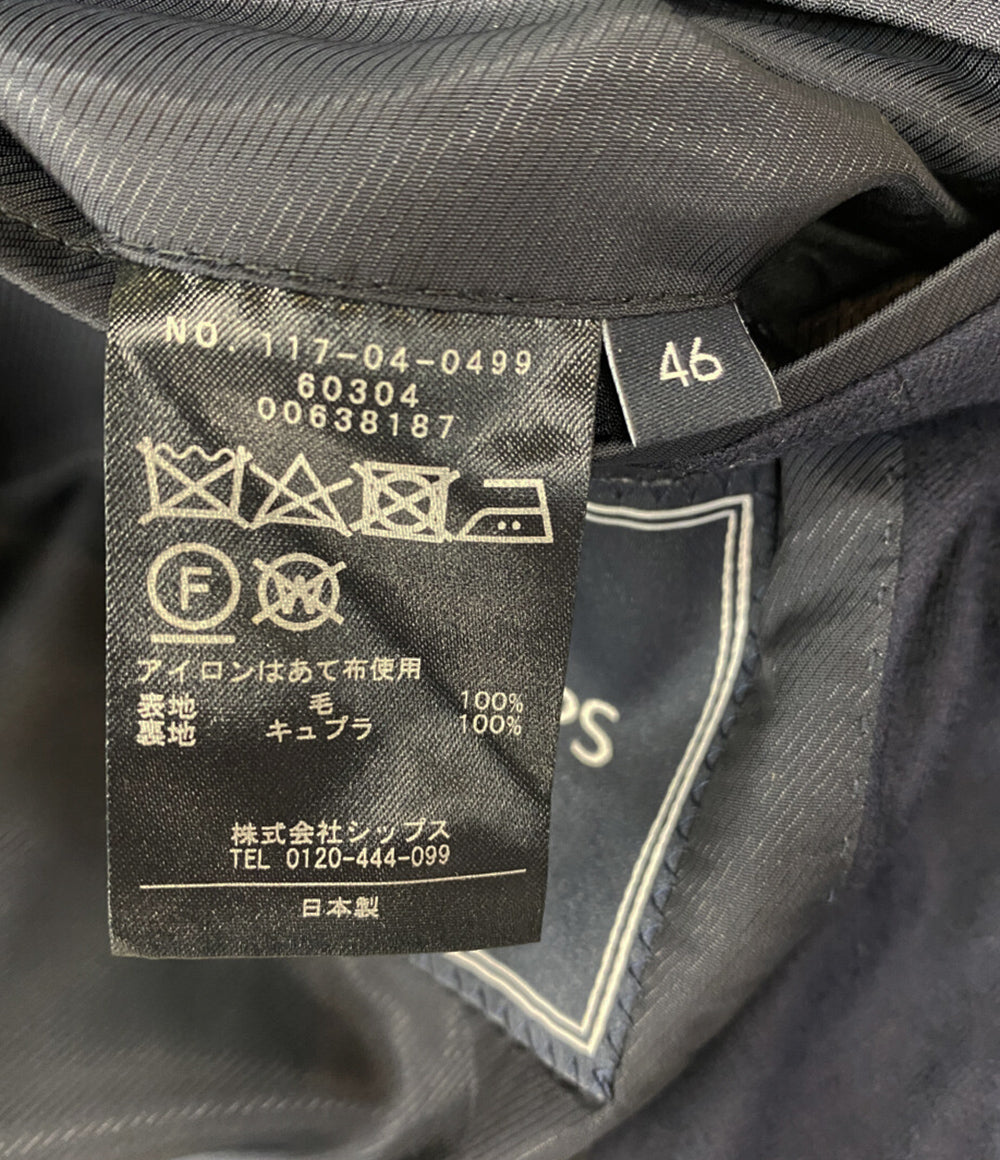 NO. 117-04-0499
60304
00638187
46
F W
アイロンはあて布使用
表地 毛 100%
裏地 キュプラ 100%
PS
株式会社シップス
TEL 0120-444-099
日本製